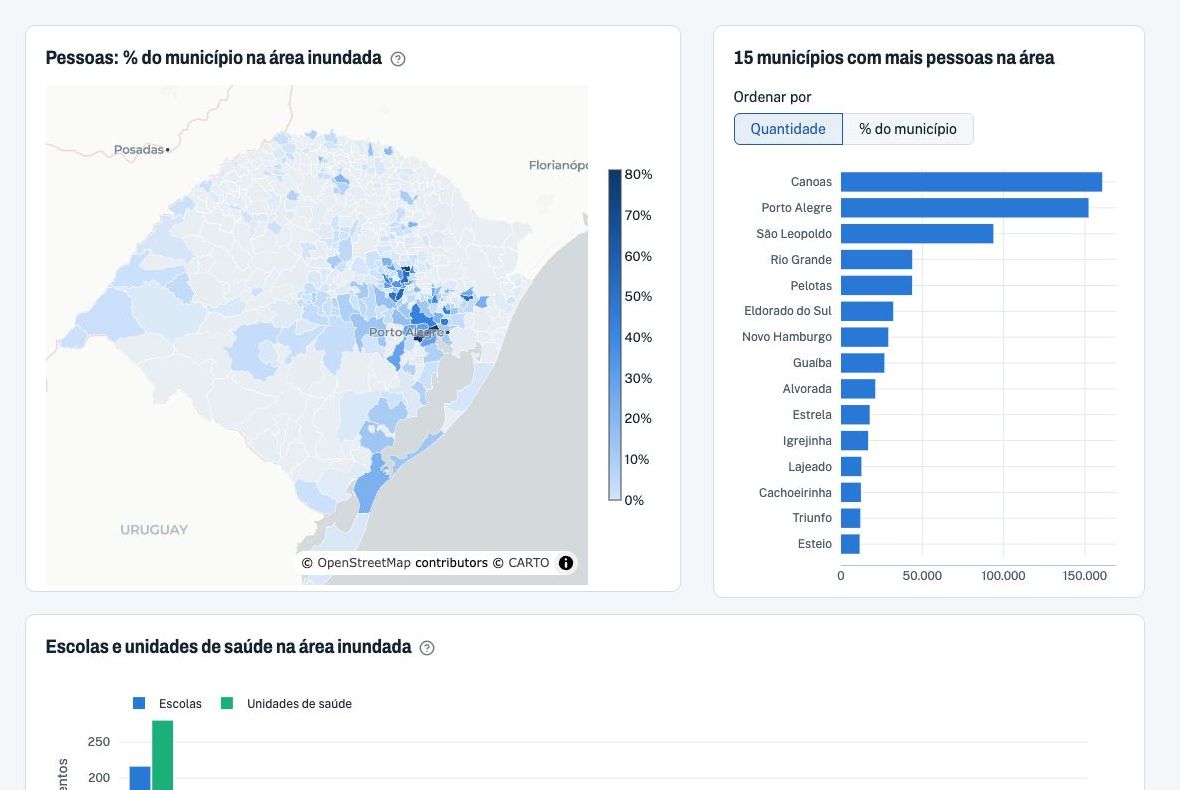 Pessoas: % do município na área inundada
Posadas
Florianópo
Porto Alegre
URUGUAY
80%
70%
60%
50%
40%
30%
20%
10%
0%
© OpenStreetMap contributors © CARTO
15 municípios com mais pessoas na área
Ordenar por
Quantidade % do município
Canoas
Porto Alegre
São Leopoldo
Rio Grande
Pelotas
Eldorado do Sul
Novo Hamburgo
Guaíba
Alvorada
Estrela
Igrejinha
Lajeado
Cachoeirinha
Triunfo
Esteio
0 50.000 100.000 150.000
Escolas e unidades de saúde na área inundada
Escolas Unidades de saúde
250
200
entos